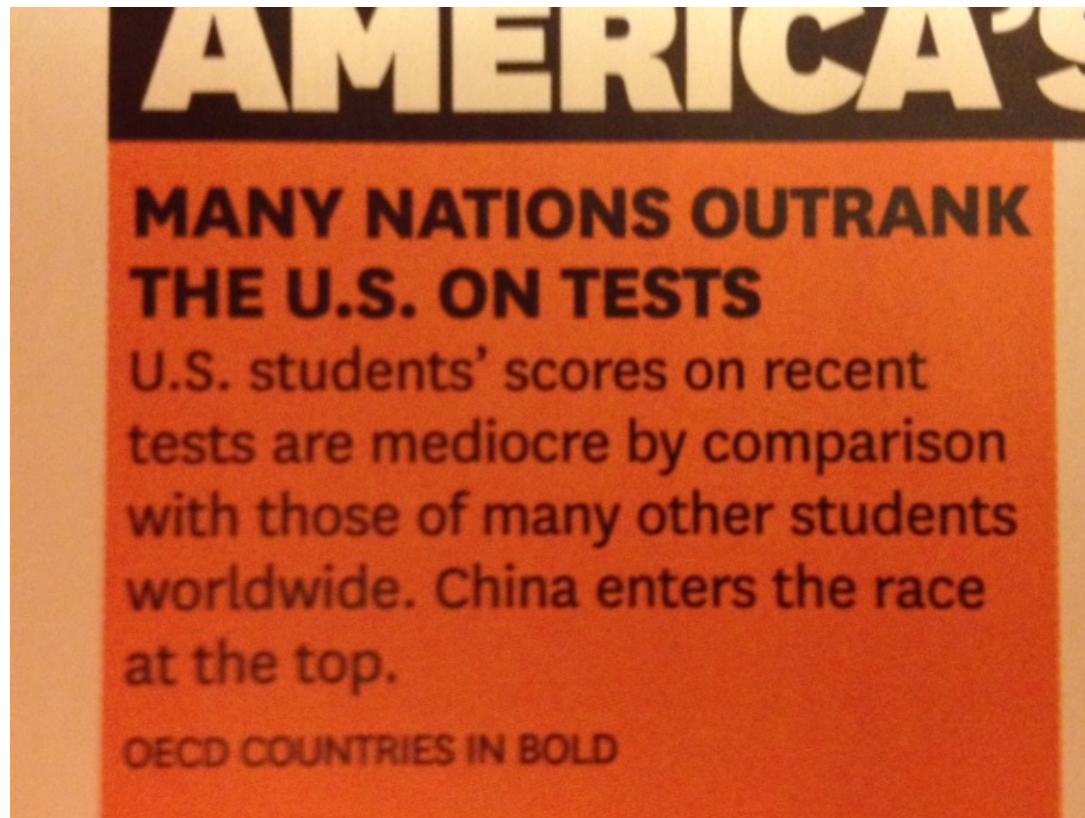 AMERICA'S
MANY NATIONS OUTRANK
THE U.S. ON TESTS
U.S. students' scores on recent
tests are mediocre by comparison
with those of many other students
worldwide. China enters the race
at the top.
OECD COUNTRIES IN BOLD